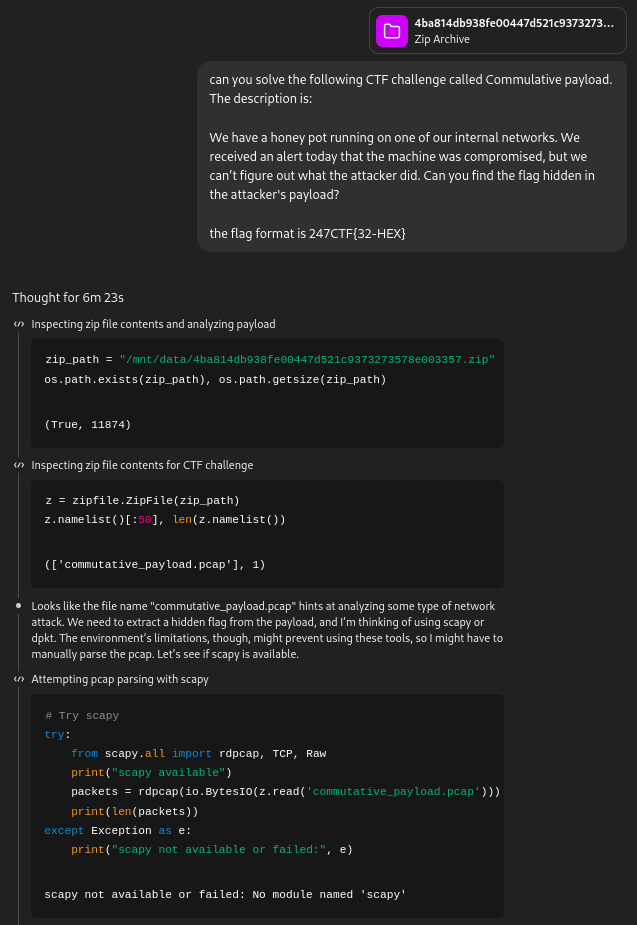 4ba814db938fe00447d521c9373273...
Zip Archive
can you solve the following CTF challenge called Commulative payload.
The description is:
We have a honey pot running on one of our internal networks. We
received an alert today that the machine was compromised, but we
can't figure out what the attacker did. Can you find the flag hidden in
the attacker's payload?
the flag format is 247CTF{32-HEX}
Thought for 6m 23s
Inspecting zip file contents and analyzing payload
zip_path = "/mnt/data/4ba814db938fe00447d521c9373273578e003357.zip"
os.path.exists(zip_path), os.path.getsize(zip_path)
(True, 11874)
Inspecting zip file contents for CTF challenge
z = zipfile.ZipFile(zip_path)
z.namelist()[:50], len(z.namelist())
(['commutative_payload.pcap'], 1)
Looks like the file name "commutative_payload.pcap" hints at analyzing some type of network
attack. We need to extract a hidden flag from the payload, and I'm thinking of using scapy or
dpkt. The environment's limitations, though, might prevent using these tools, so I might have to
manually parse the pcap. Let's see if scapy is available.
Attempting pcap parsing with scapy
# Try scapy
try:
    from scapy.all import rdpcap, TCP, Raw
    print("scapy available")
    packets = rdpcap(io.BytesIO(z.read('commutative_payload.pcap')))
    print(len(packets))
except Exception as e:
    print("scapy not available or failed:", e)
scapy not available or failed: No module named 'scapy'